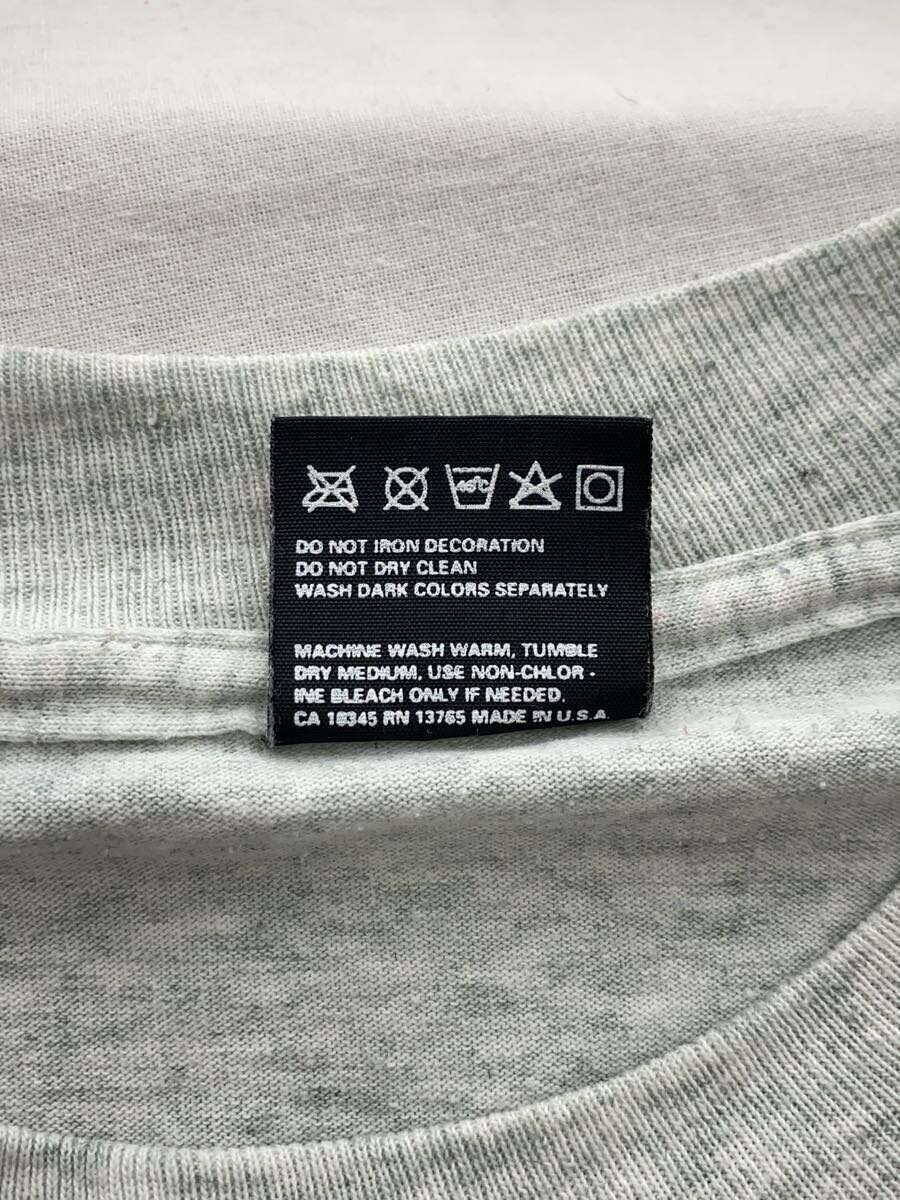 40°C
DO NOT IRON DECORATION
DO NOT DRY CLEAN
WASH DARK COLORS SEPARATELY
MACHINE WASH WARM, TUMBLE
DRY MEDIUM, USE NON-CHLOR -
INE BLEACH ONLY IF NEEDED.
CA 18345 RN 13765 MADE IN U.S.A.